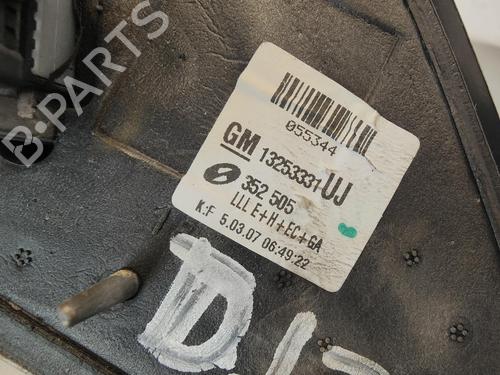 B-PARTS
055344
GM 13253331 UJ
352 505
LLL E+H+EC+GA
K:F 5.03.07 06:49:22